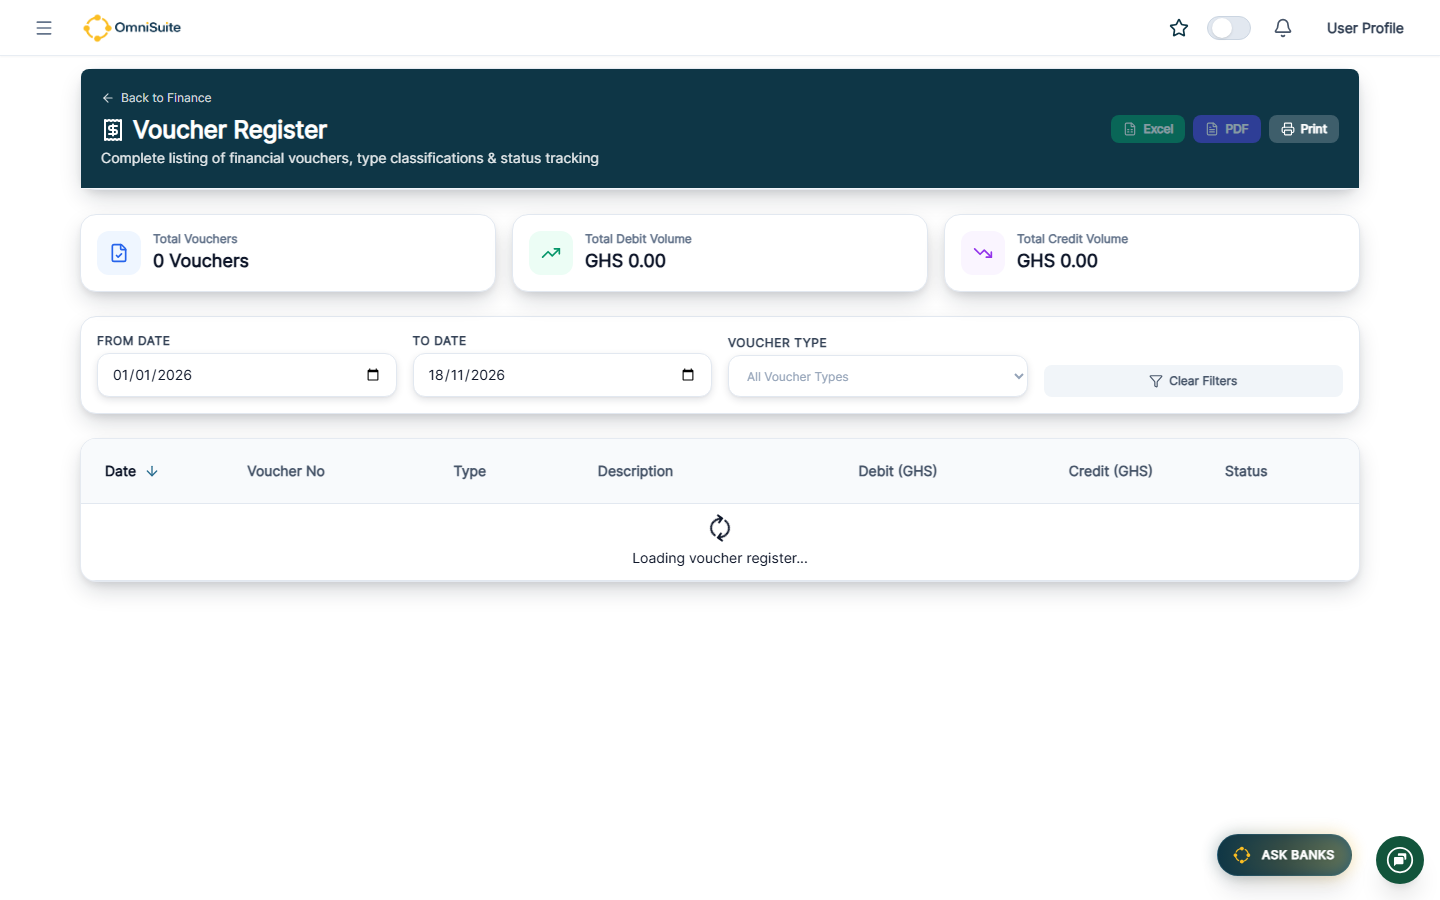 OmniSuite
User Profile
Back to Finance
Voucher Register
Complete listing of financial vouchers, type classifications & status tracking
Excel
PDF
Print
Total Vouchers
0 Vouchers
Total Debit Volume
GHS 0.00
Total Credit Volume
GHS 0.00
FROM DATE
01/01/2026
TO DATE
18/11/2026
VOUCHER TYPE
All Voucher Types
Clear Filters
Date
Voucher No
Type
Description
Debit (GHS)
Credit (GHS)
Status
Loading voucher register...
ASK BANKS